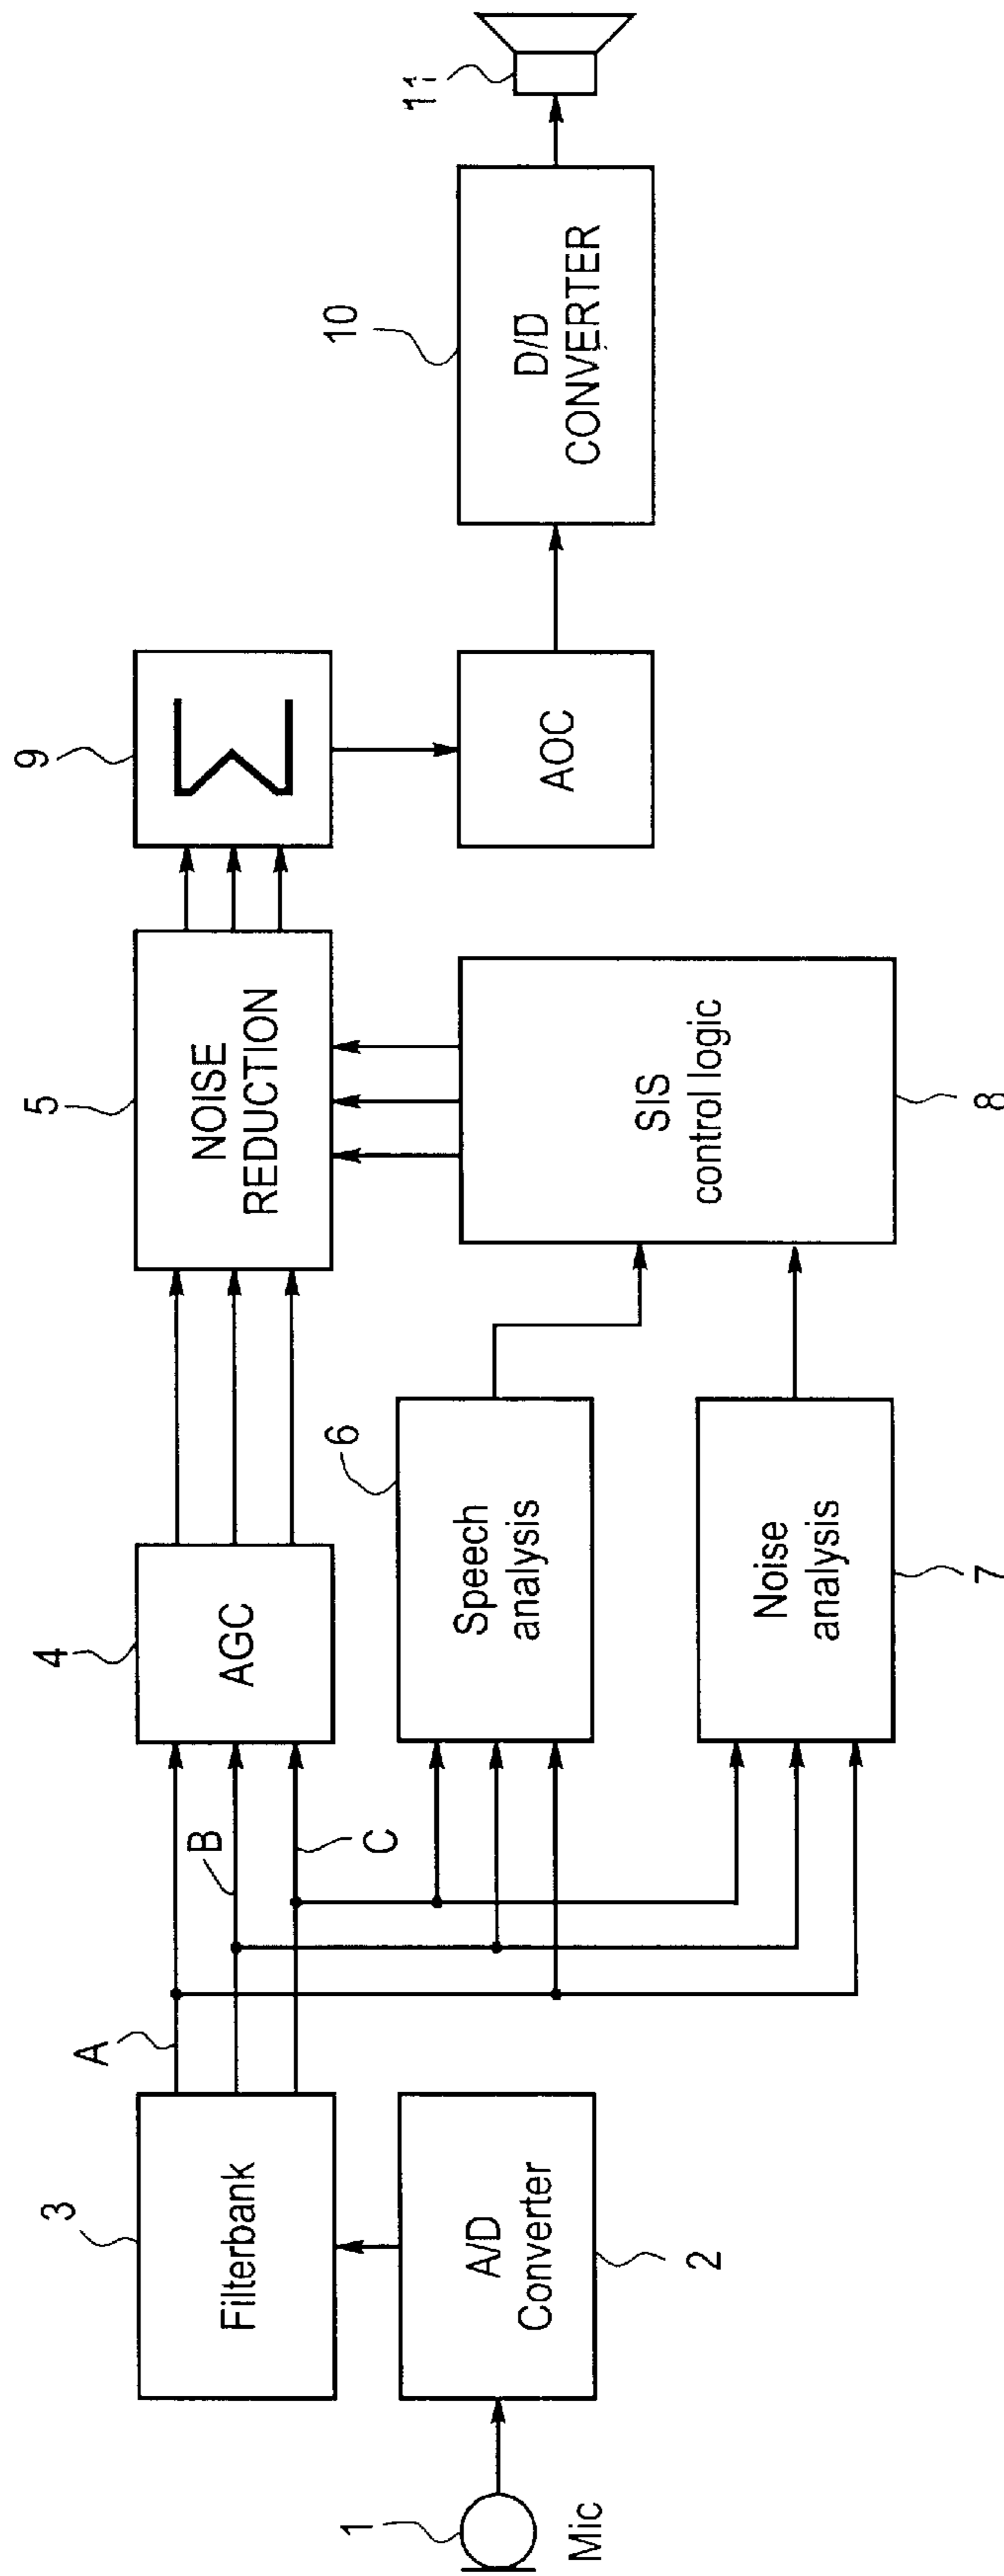 1
Mic
A/D
Converter
2
3
Filterbank
A
B
C
4
AGC
6
Speech
analysis
Noise
analysis
7
5
NOISE
REDUCTION
SIS
control logic
8
9
Σ
AOC
10
D/D
CONVERTER
11